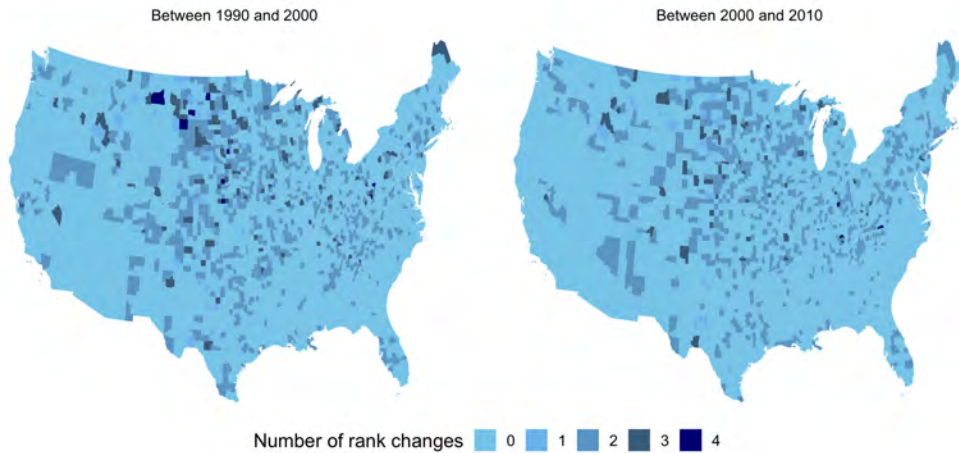 Between 1990 and 2000
Between 2000 and 2010
Number of rank changes 0 1 2 3 4